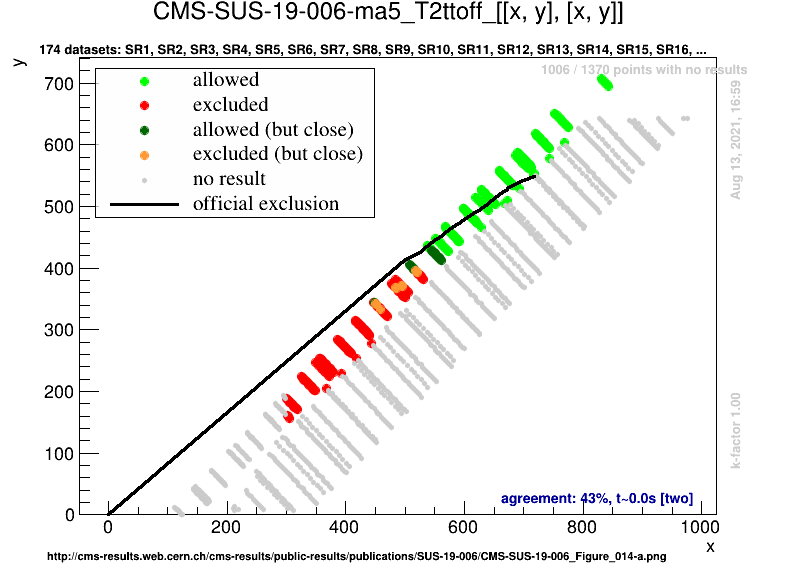 CMS-SUS-19-006-ma5_T2ttoff_[[x, y], [x, y]]
174 datasets: SR1, SR2, SR3, SR4, SR5, SR6, SR7, SR8, SR9, SR10, SR11, SR12, SR13, SR14, SR15, SR16, ...
y
1006 / 1370 points with no results
allowed
excluded
allowed (but close)
excluded (but close)
no result
official exclusion
700
600
500
400
300
200
100
0
Aug 13, 2021, 16:59
k-factor 1.00
agreement: 43%, t~0.0s [two]
0 200 400 600 800 1000
x
http://cms-results.web.cern.ch/cms-results/public-results/publications/SUS-19-006/CMS-SUS-19-006_Figure_014-a.png